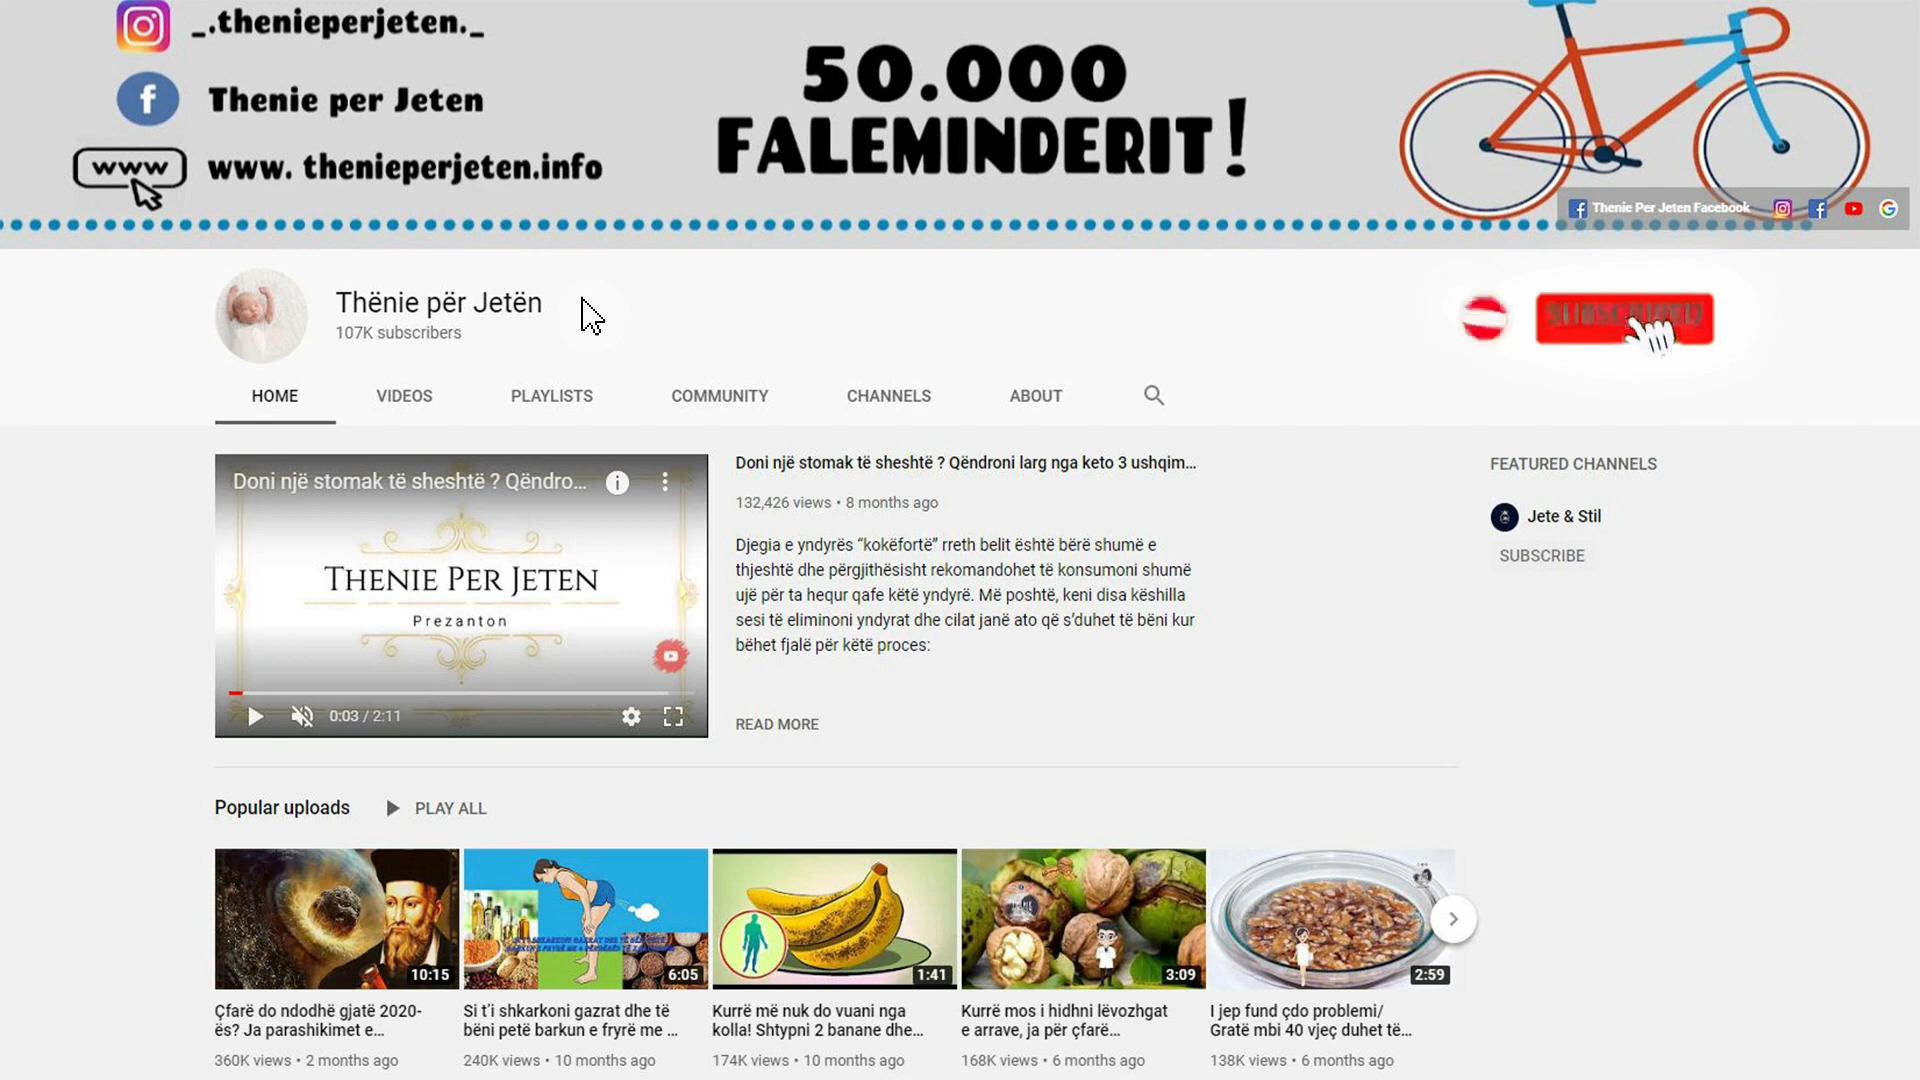 _.thenieperjeten._
Thenie per Jeten
www
www. thenieperjeten.info
50.000
FALEMINDERIT!
Thenie Per Jeten Facebook
Thënie për Jetën
107K subscribers
HOME
VIDEOS
PLAYLISTS
COMMUNITY
CHANNELS
ABOUT
Doni një stomak të sheshtë ? Qëndro...
THENIE PER JETEN
Prezanton
0:03 / 2:11
Doni një stomak të sheshtë ? Qëndroni larg nga keto 3 ushqim...
132,426 views • 8 months ago
Djegia e yndyrës “kokëfortë” rreth belit është bërë shumë e
thjeshtë dhe përgjithësisht rekomandohet të konsumoni shumë
ujë për ta hequr qafe këtë yndyrë. Më poshtë, keni disa këshilla
sesi të eliminoni yndyrat dhe cilat janë ato që s’duhet të bëni kur
bëhet fjalë për këtë proces:
READ MORE
FEATURED CHANNELS
Jete & Stil
SUBSCRIBE
Popular uploads
PLAY ALL
10:15
6:05
1:41
3:09
2:59
Çfarë do ndodhë gjatë 2020-
ës? Ja parashikimet e...
360K views • 2 months ago
Si t’i shkarkoni gazrat dhe të
bëni petë barkun e fryrë me ...
240K views • 10 months ago
Kurrë më nuk do vuani nga
kolla! Shtypni 2 banane dhe...
174K views • 10 months ago
Kurrë mos i hidhni lëvozhgat
e arrave, ja për çfarë...
168K views • 6 months ago
I jep fund çdo problemi/
Gratë mbi 40 vjeç duhet të...
138K views • 6 months ago